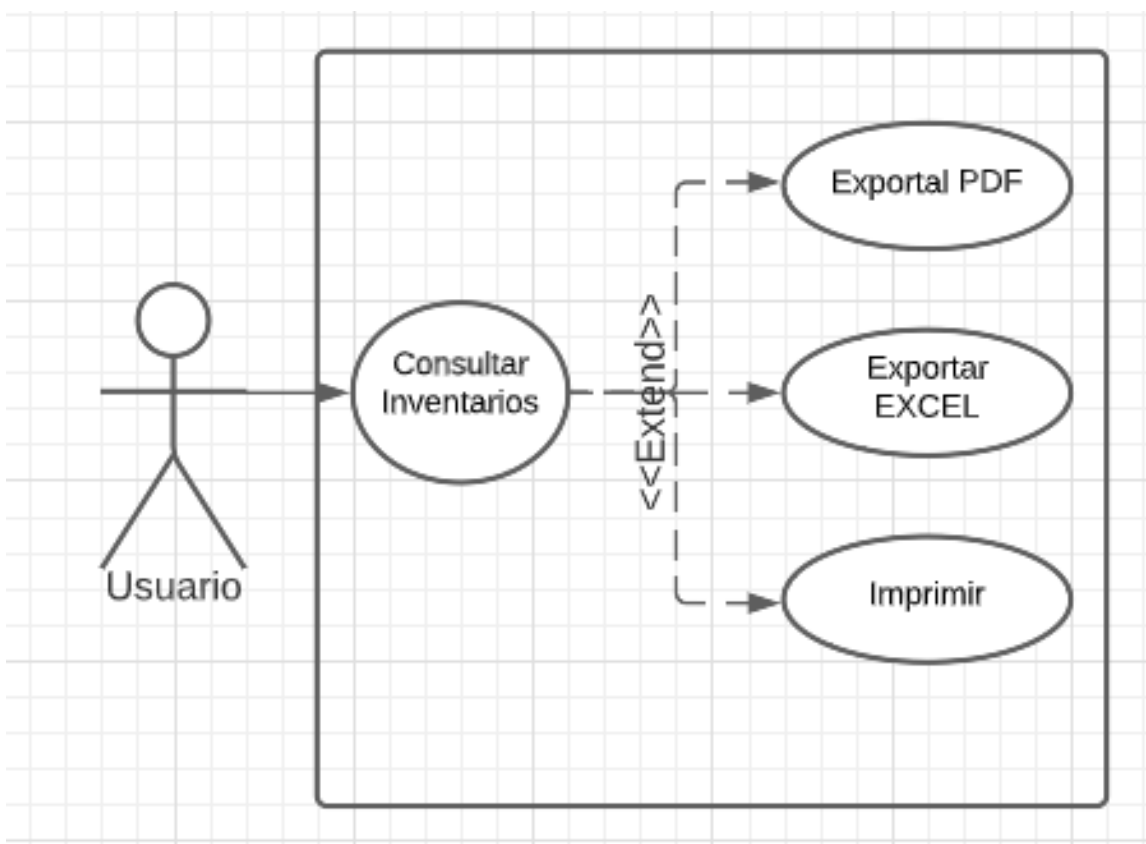 Exportal PDF
Consultar
Inventarios
<<Extend>>
Exportar
EXCEL
Imprimir
Usuario